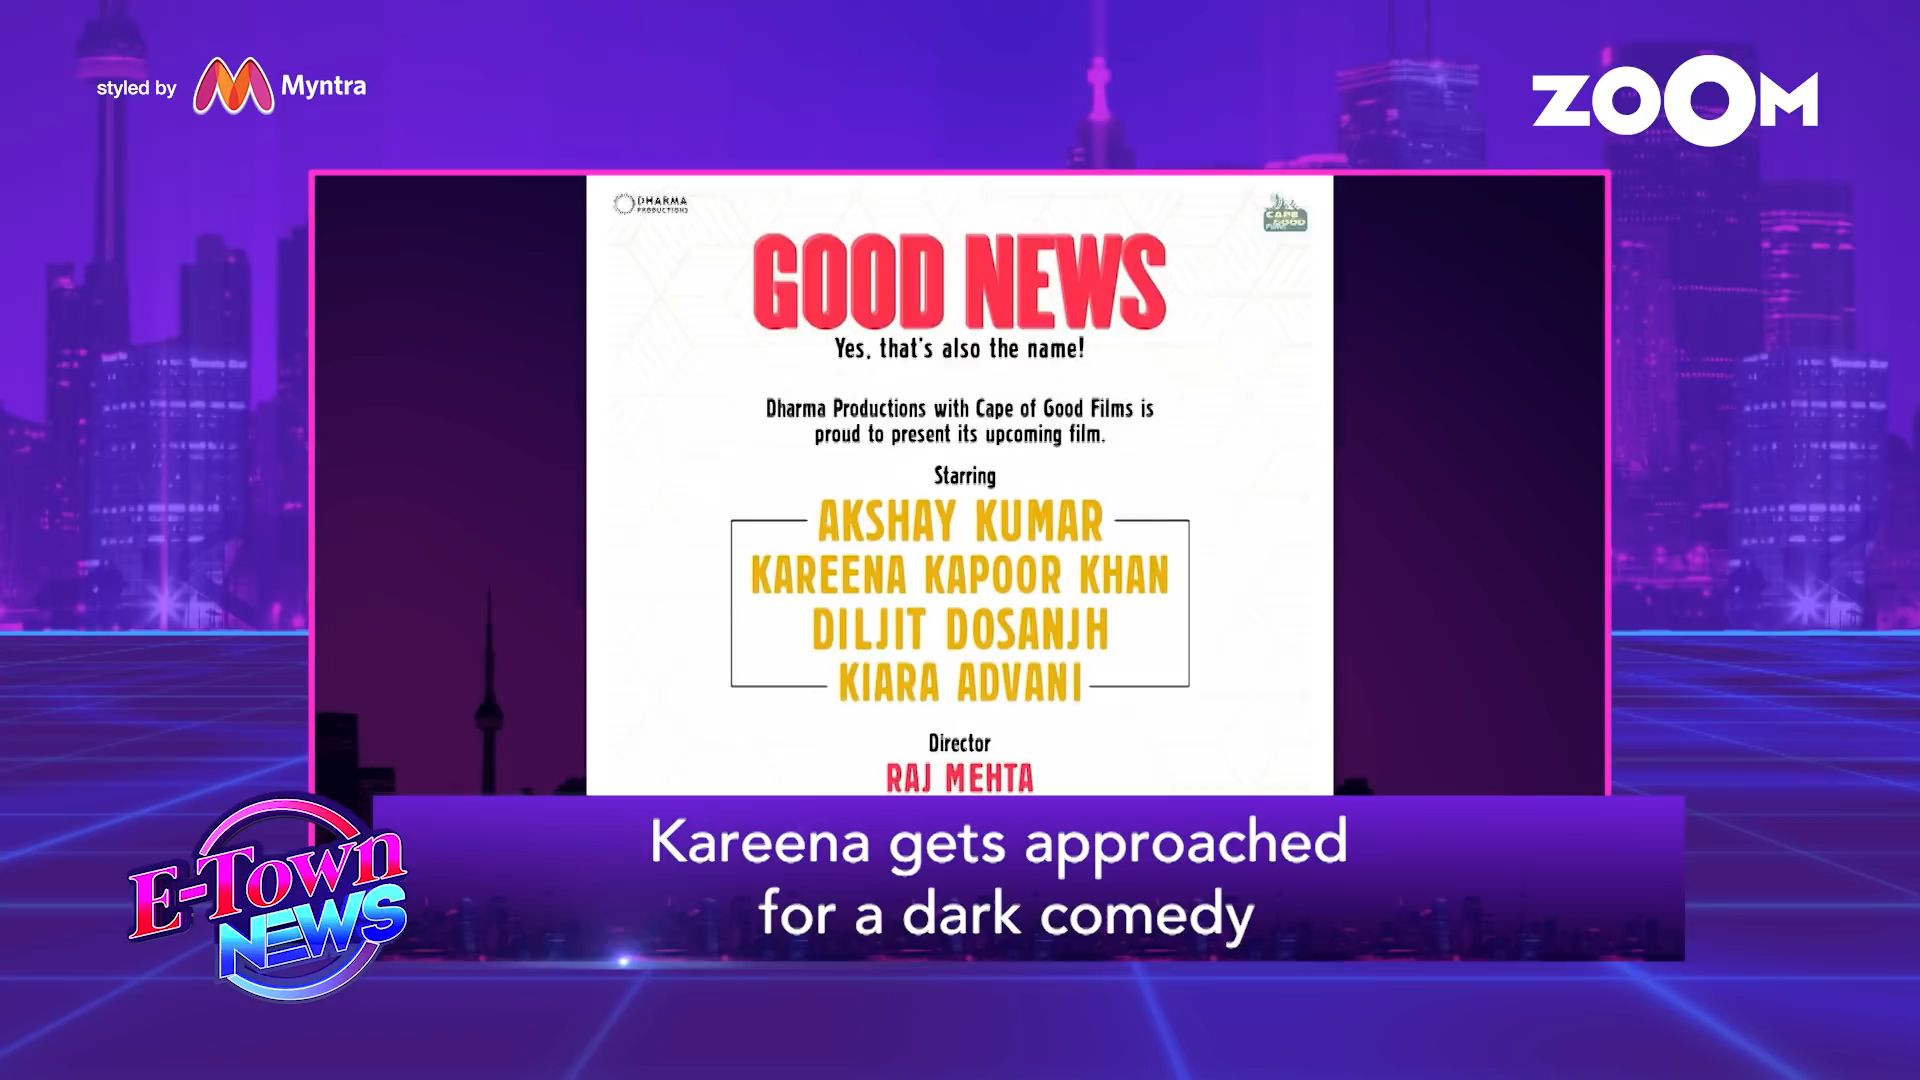 styled by Myntra
ZOOM
DHARMA
PRODUCTIONS
CAPE
GOOD
GOOD NEWS
Yes, that's also the name!
Dharma Productions with Cape of Good Films is
proud to present its upcoming film.
Starring
AKSHAY KUMAR
KAREENA KAPOOR KHAN
DILJIT DOSANJH
KIARA ADVANI
Director
RAJ MEHTA
E-Town
NEWS
Kareena gets approached
for a dark comedy